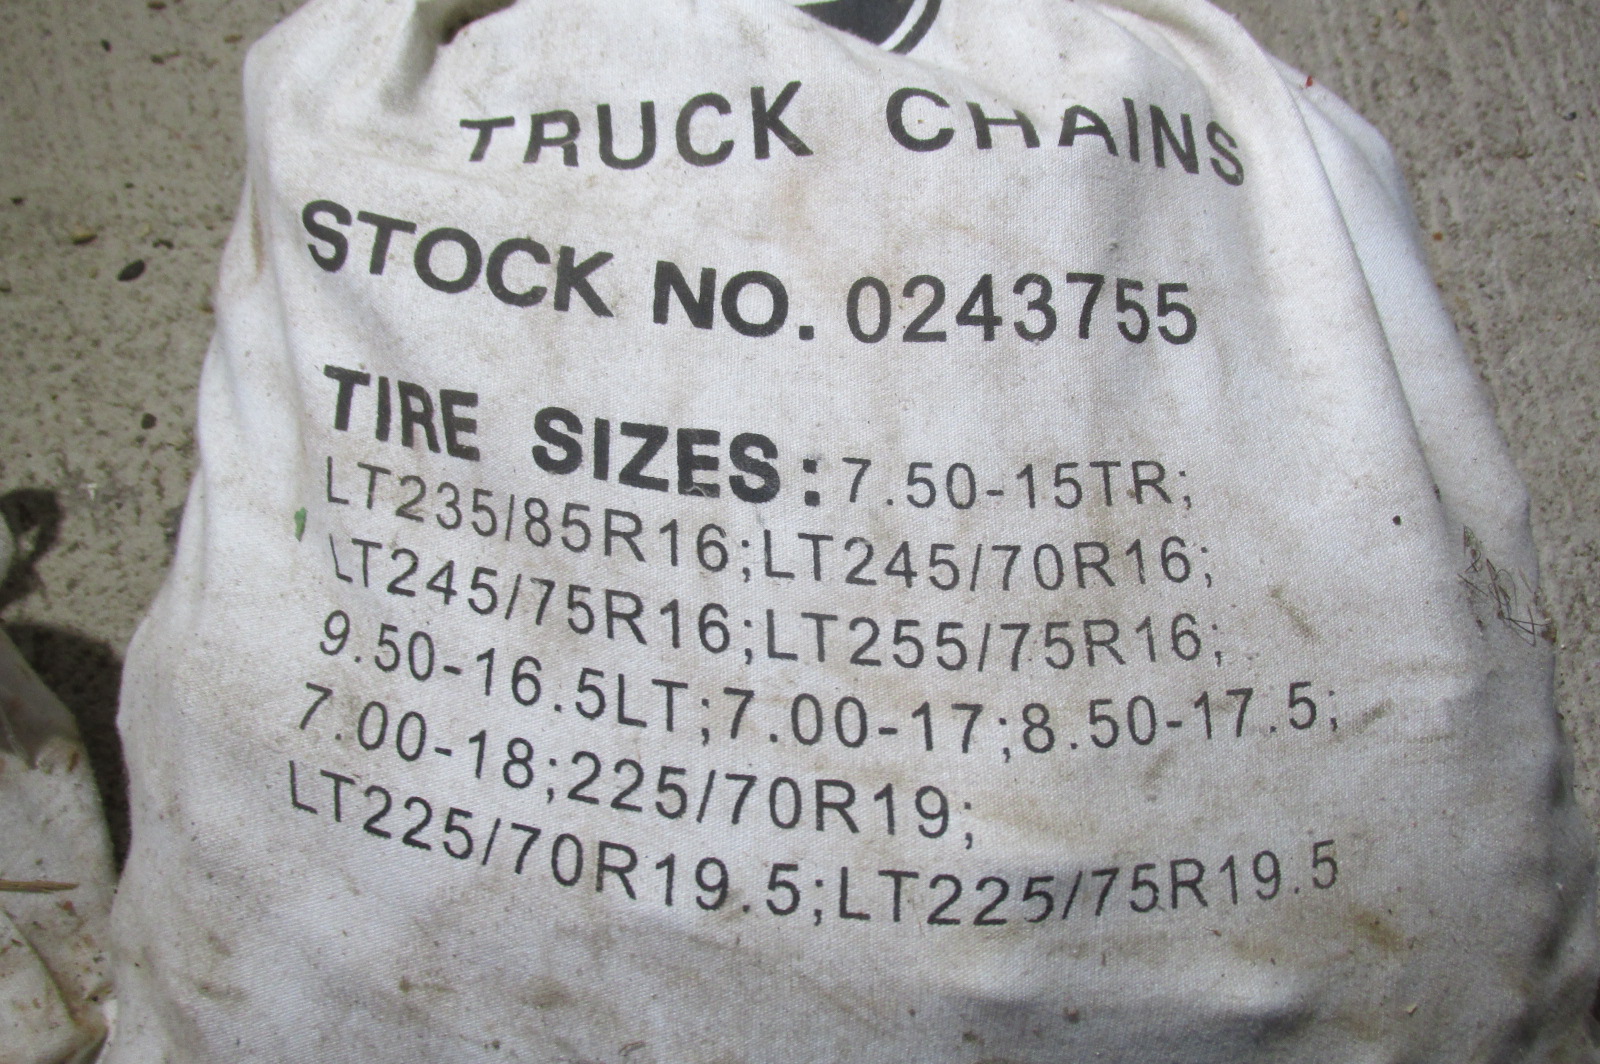 TRUCK CHAINS
STOCK NO. 0243755
TIRE SIZES: 7.50-15TR;
LT235/85R16;LT245/70R16;
LT245/75R16;LT255/75R16;
9.50-16.5LT;7.00-17;8.50-17.5;
7.00-18;225/70R19;
LT225/70R19.5;LT225/75R19.5